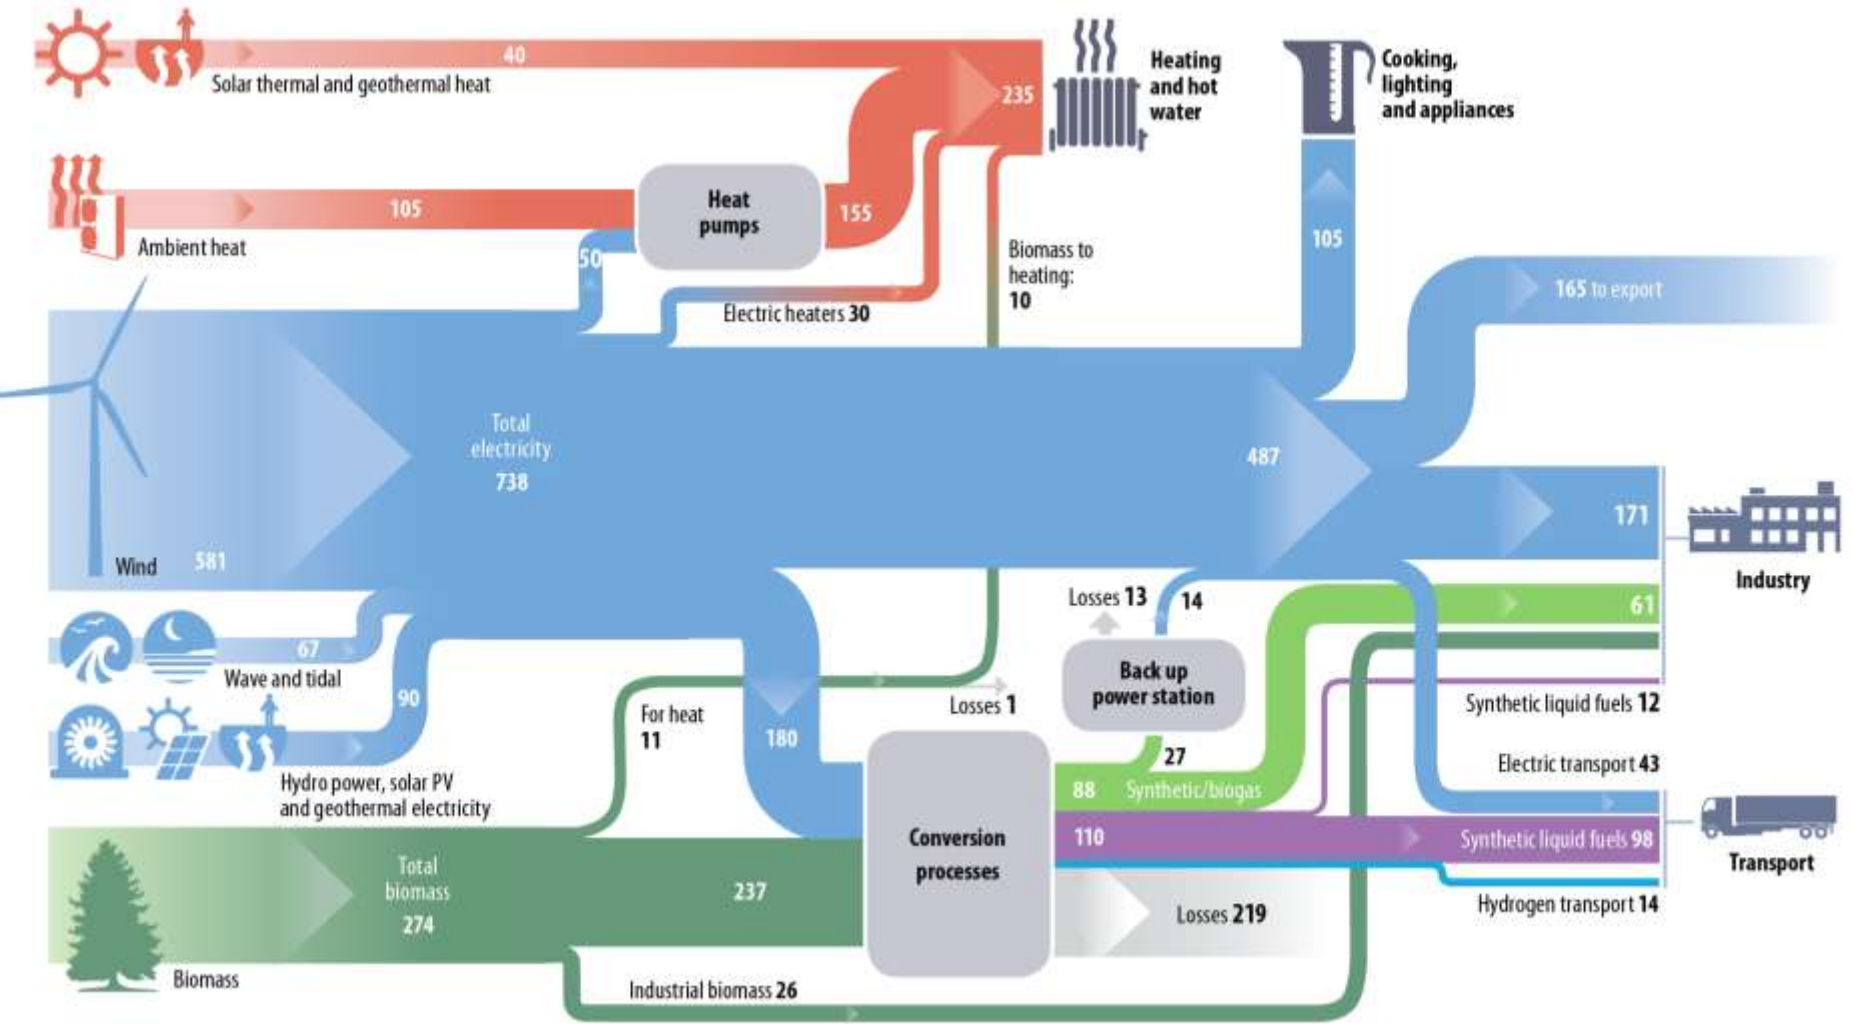 40
Solar thermal and geothermal heat
235
Heating
and hot
water
Cooking,
lighting
and appliances
105
Ambient heat
Heat
pumps
155
50
Electric heaters 30
Biomass to
heating:
10
105
165 to export
Total
electricity
738
487
Wind
581
171
Industry
67
Wave and tidal
90
Hydro power, solar PV
and geothermal electricity
For heat
11
180
Losses 1
Losses 13
14
Back up
power station
27
61
Synthetic liquid fuels 12
Electric transport 43
88
Synthetic/biogas
110
Synthetic liquid fuels 98
Transport
Hydrogen transport 14
Conversion
processes
Losses 219
Total
biomass
274
237
Biomass
Industrial biomass 26